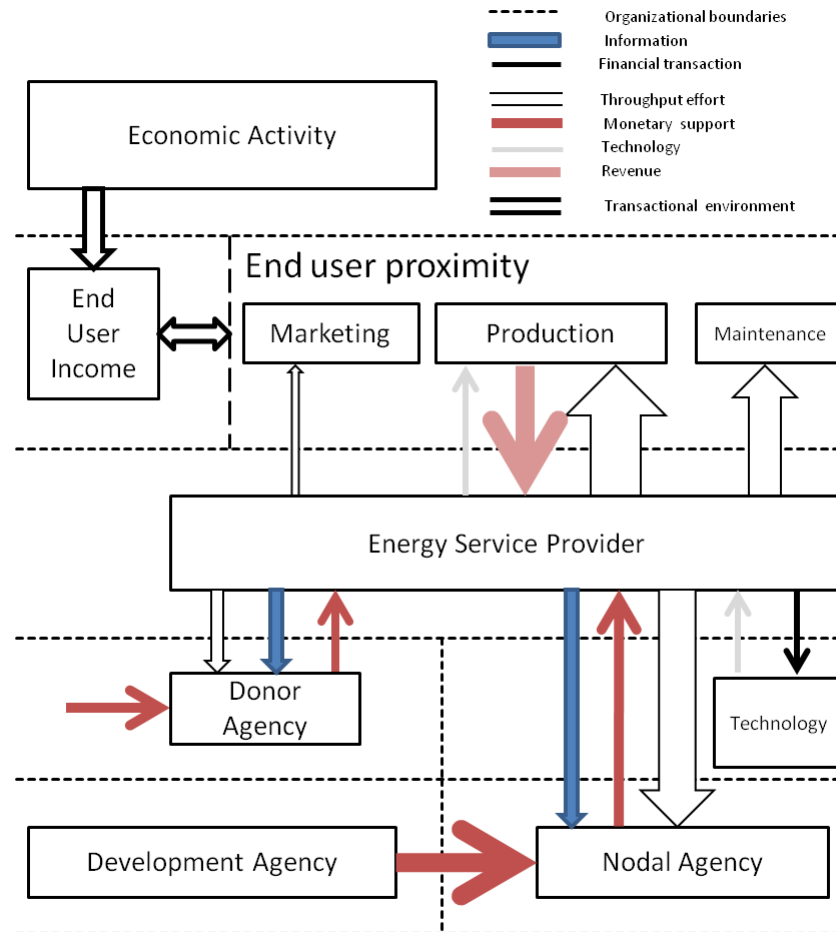 Organizational boundaries
Information
Financial transaction
Throughput effort
Monetary support
Technology
Revenue
Transactional environment
Economic Activity
End user proximity
End
User
Income
Marketing
Production
Maintenance
Energy Service Provider
Donor
Agency
Technology
Development Agency
Nodal Agency